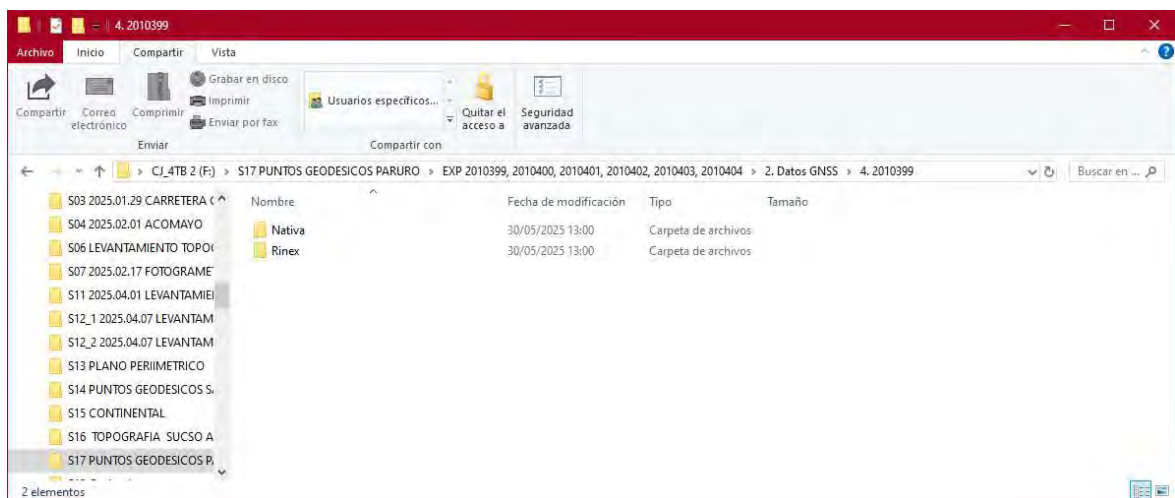 4. 2010399
Archivo Inicio Compartir Vista
Compartir
Correo electrónico
Comprimir
Grabar en disco
Imprimir
Enviar por fax
Enviar
Usuarios específicos...
Quitar el acceso a
Compartir con
Seguridad avanzada
CJ_4TB 2 (F:) > S17 PUNTOS GEODESICOS PARURO > EXP 2010399, 2010400, 2010401, 2010402, 2010403, 2010404 > 2. Datos GNSS > 4. 2010399
Buscar en ...
S03 2025.01.29 CARRETERA
S04 2025.02.01 ACOMAYO
S06 LEVANTAMIENTO
S07 2025.02.17
S11 2025.04.01
S12_1 2025.04.07
S12_2 2025.04.07
S13 PLANO PERIIMETRICO
S14 PUNTOS GEODESICOS
S15 CONTINENTAL
S16 TOPOGRAFIA SUCSO
S17 PUNTOS GEODESICOS
Nombre Fecha de modificación Tipo Tamaño
Nativa 30/05/2025 13:00 Carpeta de archivos
Rinex 30/05/2025 13:00 Carpeta de archivos
2 elementos